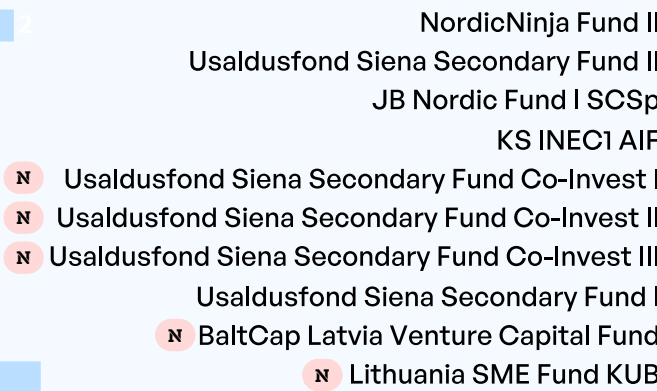 2 NordicNinja Fund II
Usaldusfond Siena Secondary Fund II
JB Nordic Fund I SCSp
KS INEC1 AIF
N Usaldusfond Siena Secondary Fund Co-Invest I
N Usaldusfond Siena Secondary Fund Co-Invest II
N Usaldusfond Siena Secondary Fund Co-Invest III
Usaldusfond Siena Secondary Fund I
N BaltCap Latvia Venture Capital Fund
N Lithuania SME Fund KUB